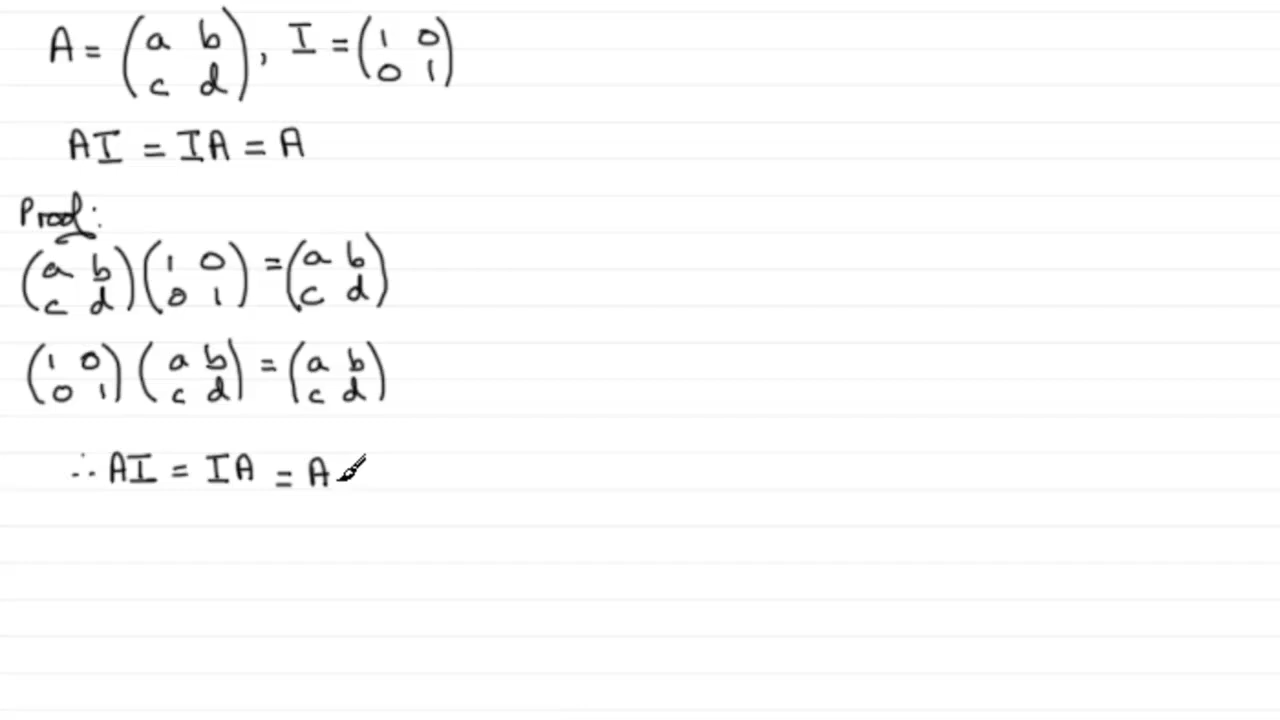 A = (a b c d), I = (1 0 0 1)
AI = IA = A
Proof:
(a b c d)(1 0 0 1) = (a b c d)
(1 0 0 1)(a b c d) = (a b c d)
∴ AI = IA = A